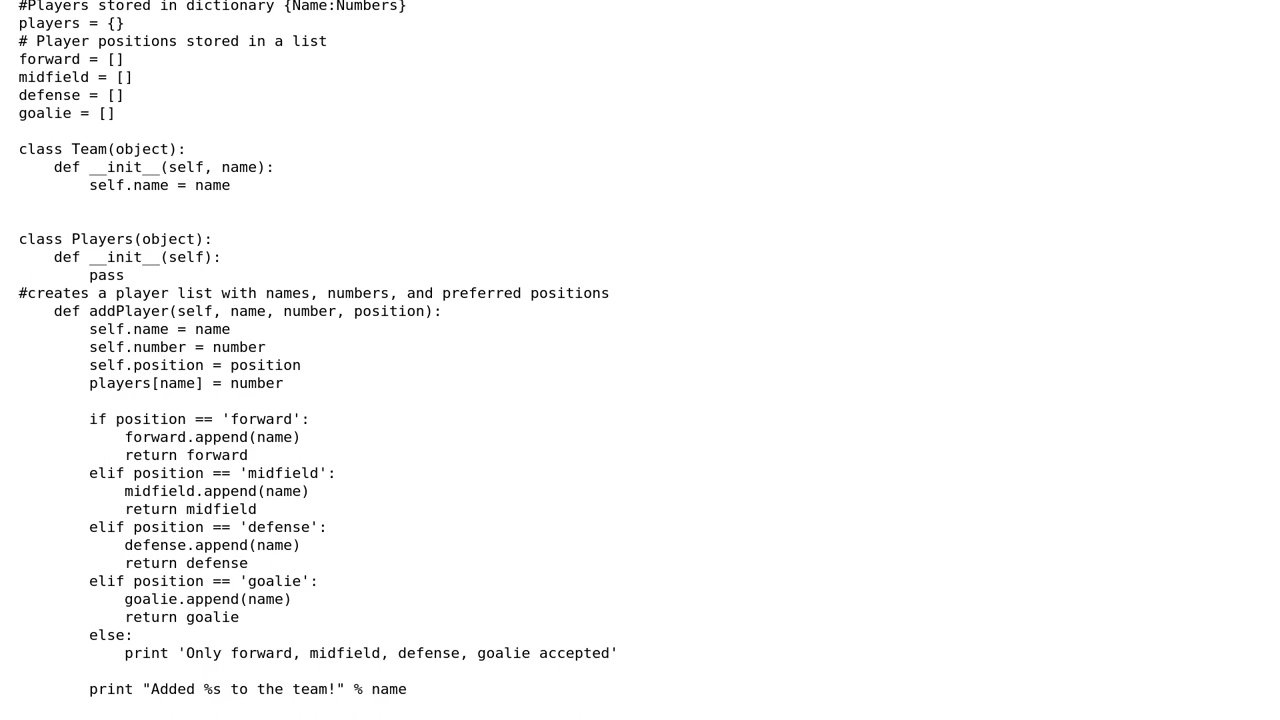 #Players stored in dictionary {Name:Numbers}
players = {}
# Player positions stored in a list
forward = []
midfield = []
defense = []
goalie = []

class Team(object):
    def __init__(self, name):
        self.name = name


class Players(object):
    def __init__(self):
        pass
#creates a player list with names, numbers, and preferred positions
    def addPlayer(self, name, number, position):
        self.name = name
        self.number = number
        self.position = position
        players[name] = number

        if position == 'forward':
            forward.append(name)
            return forward
        elif position == 'midfield':
            midfield.append(name)
            return midfield
        elif position == 'defense':
            defense.append(name)
            return defense
        elif position == 'goalie':
            goalie.append(name)
            return goalie
        else:
            print 'Only forward, midfield, defense, goalie accepted'

        print "Added %s to the team!" % name